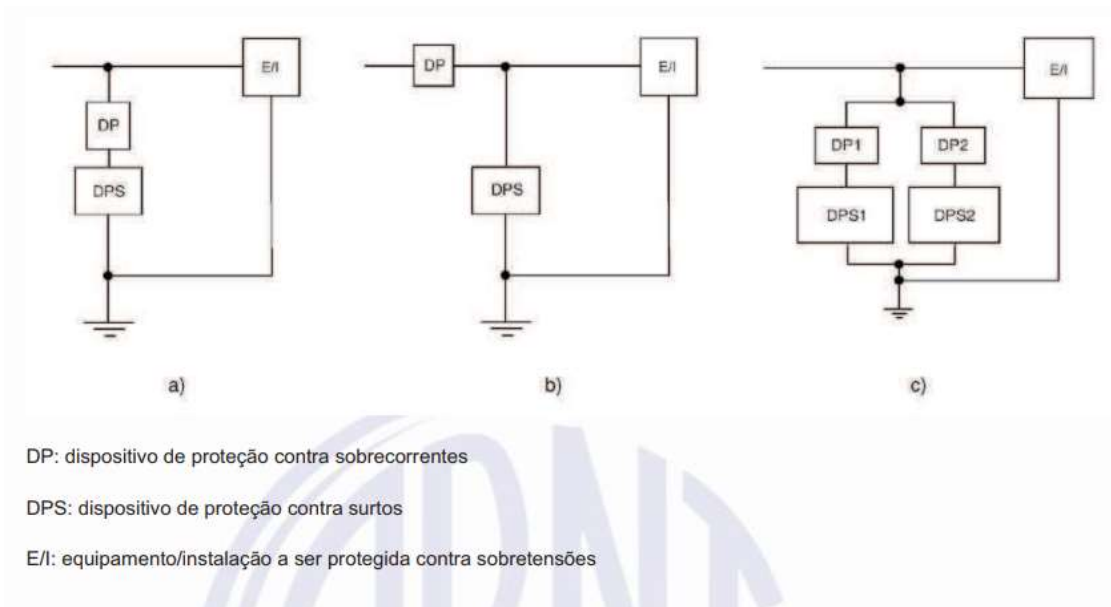 E/I
DP
DPS
a)
DP
E/I
DPS
b)
E/I
DP1
DP2
DPS1
DPS2
c)
DP: dispositivo de proteção contra sobrecorrentes
DPS: dispositivo de proteção contra surtos
E/I: equipamento/instalação a ser protegida contra sobretensões